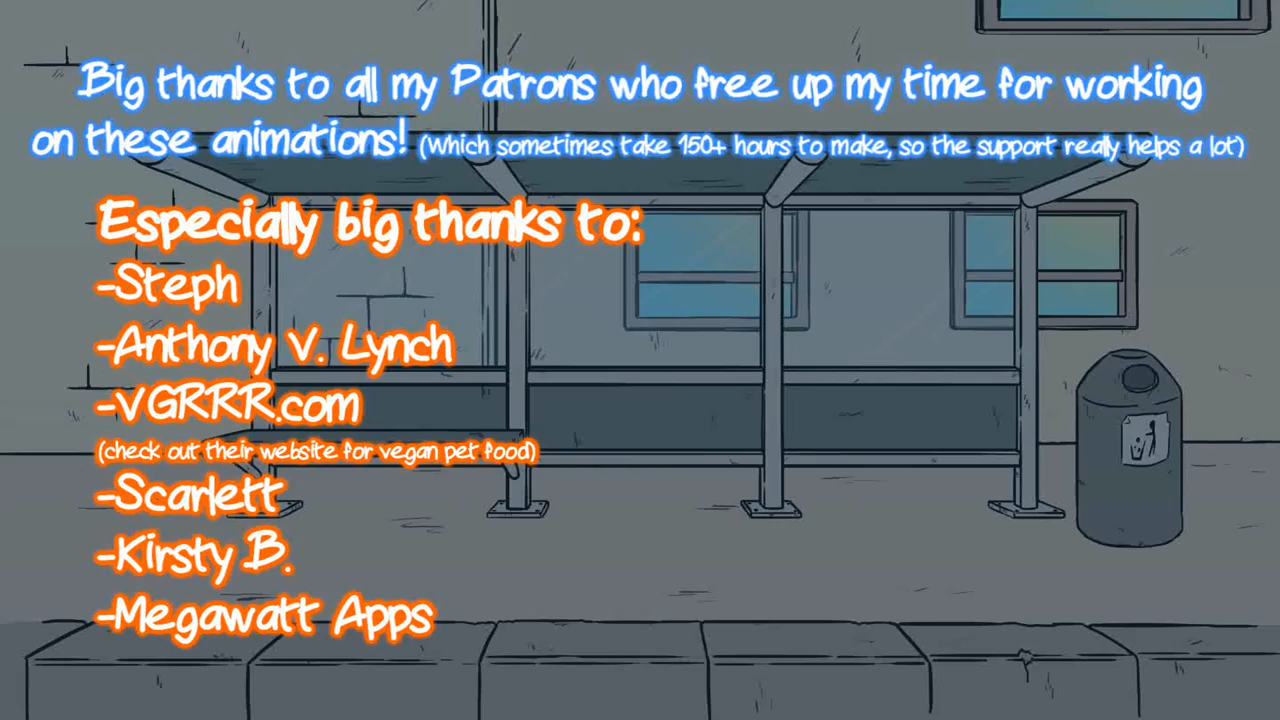 Big thanks to all my Patrons who free up my time for working
on these animations! (Which sometimes take 150+ hours to make, so the support really helps a lot)
Especially big thanks to:
-Steph
-Anthony V. Lynch
-VGRRR.com
(check out their website for vegan pet food)
-Scarlett
-Kirsty B.
-Megawatt Apps